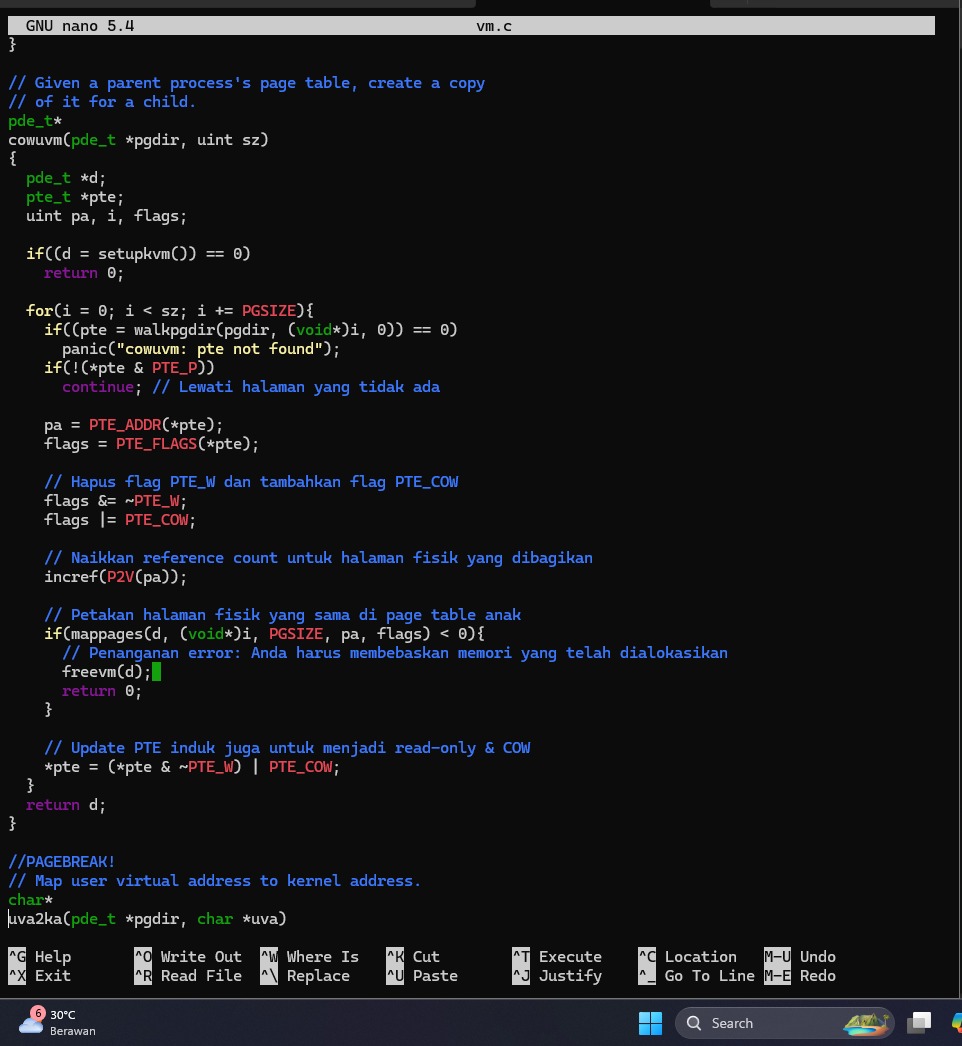 GNU nano 5.4 vm.c
}
// Given a parent process's page table, create a copy
// of it for a child.
pde_t*
cowuvm(pde_t *pgdir, uint sz)
{
  pde_t *d;
  pte_t *pte;
  uint pa, i, flags;

  if((d = setupkvm()) == 0)
    return 0;

  for(i = 0; i < sz; i += PGSIZE){
    if((pte = walkpgdir(pgdir, (void*)i, 0)) == 0)
      panic("cowuvm: pte not found");
    if(!(*pte & PTE_P))
      continue; // Lewati halaman yang tidak ada

    pa = PTE_ADDR(*pte);
    flags = PTE_FLAGS(*pte);

    // Hapus flag PTE_W dan tambahkan flag PTE_COW
    flags &= ~PTE_W;
    flags |= PTE_COW;

    // Naikkan reference count untuk halaman fisik yang dibagikan
    incref(P2V(pa));

    // Petakan halaman fisik yang sama di page table anak
    if(mappages(d, (void*)i, PGSIZE, pa, flags) < 0){
      // Penanganan error: Anda harus membebaskan memori yang telah dialokasikan
      freevm(d);
      return 0;
    }

    // Update PTE induk juga untuk menjadi read-only & COW
    *pte = (*pte & ~PTE_W) | PTE_COW;
  }
  return d;
}

//PAGEBREAK!
// Map user virtual address to kernel address.
char*
uva2ka(pde_t *pgdir, char *uva)
^G Help ^O Write Out ^W Where Is ^K Cut ^T Execute ^C Location M-U Undo
^X Exit ^R Read File ^\ Replace ^U Paste ^J Justify ^_ Go To Line M-E Redo
6
30°C
Berawan
Search